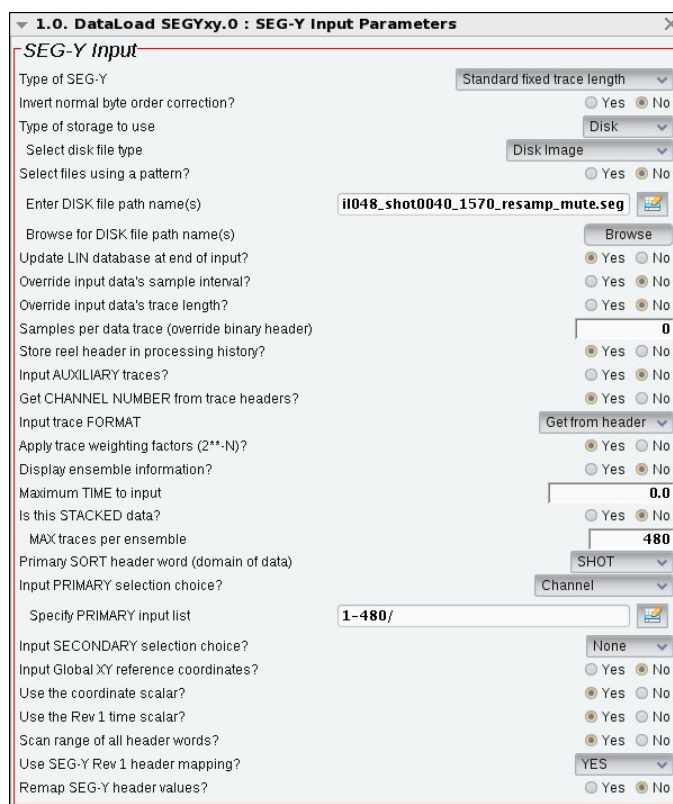 1.0. DataLoad SEGYxy.0 : SEG-Y Input Parameters
SEG-Y Input
Type of SEG-Y Standard fixed trace length
Invert normal byte order correction? Yes No
Type of storage to use Disk
Select disk file type Disk Image
Select files using a pattern? Yes No
Enter DISK file path name(s) il048_shot0040_1570_resamp_mute.seg
Browse for DISK file path name(s) Browse
Update LIN database at end of input? Yes No
Override input data's sample interval? Yes No
Override input data's trace length? Yes No
Samples per data trace (override binary header) 0
Store reel header in processing history? Yes No
Input AUXILIARY traces? Yes No
Get CHANNEL NUMBER from trace headers? Yes No
Input trace FORMAT Get from header
Apply trace weighting factors (2**-N)? Yes No
Display ensemble information? Yes No
Maximum TIME to input 0.0
Is this STACKED data? Yes No
MAX traces per ensemble 480
Primary SORT header word (domain of data) SHOT
Input PRIMARY selection choice? Channel
Specify PRIMARY input list 1-480/
Input SECONDARY selection choice? None
Input Global XY reference coordinates? Yes No
Use the coordinate scalar? Yes No
Use the Rev 1 time scalar? Yes No
Scan range of all header words? Yes No
Use SEG-Y Rev 1 header mapping? YES
Remap SEG-Y header values? Yes No